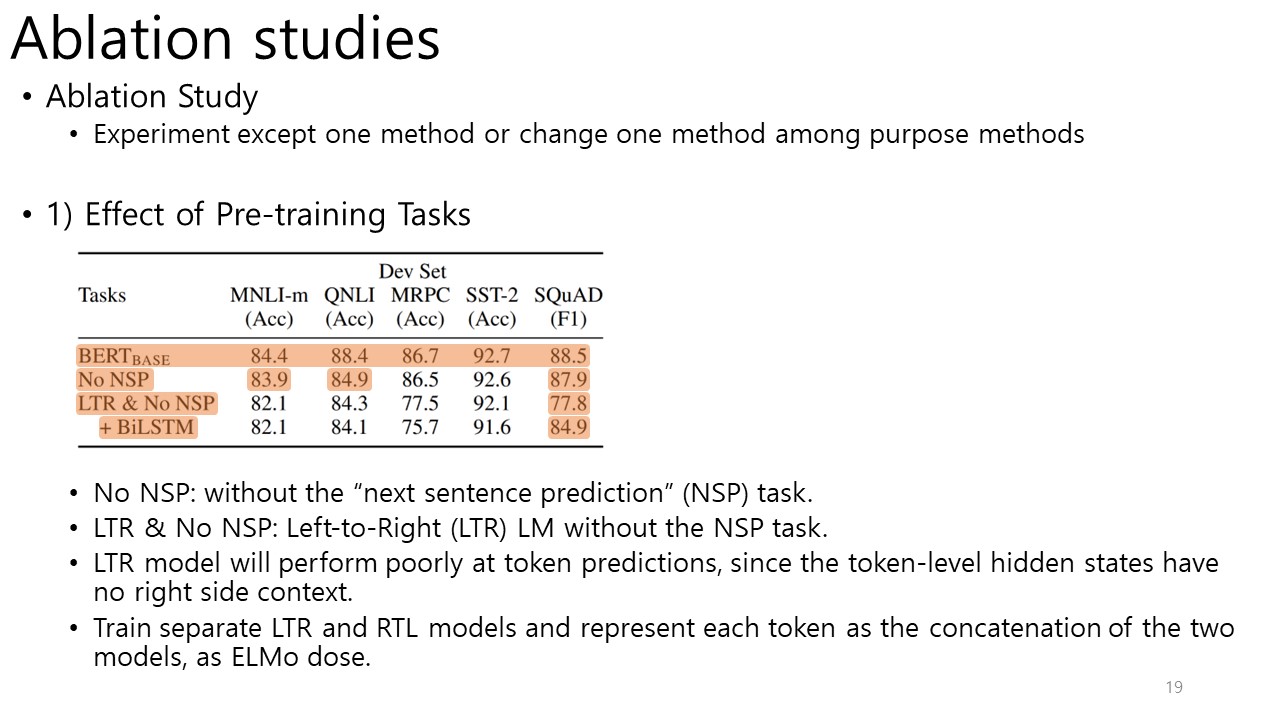 Ablation studies
• Ablation Study
• Experiment except one method or change one method among purpose methods
• 1) Effect of Pre-training Tasks
Dev Set
Tasks MNLI-m QNLI MRPC SST-2 SQuAD
(Acc) (Acc) (Acc) (Acc) (F1)
BERTBASE 84.4 88.4 86.7 92.7 88.5
No NSP 83.9 84.9 86.5 92.6 87.9
LTR & No NSP 82.1 84.3 77.5 92.1 77.8
+ BiLSTM 82.1 84.1 75.7 91.6 84.9
• No NSP: without the “next sentence prediction” (NSP) task.
• LTR & No NSP: Left-to-Right (LTR) LM without the NSP task.
• LTR model will perform poorly at token predictions, since the token-level hidden states have
no right side context.
• Train separate LTR and RTL models and represent each token as the concatenation of the two
models, as ELMo dose.
19